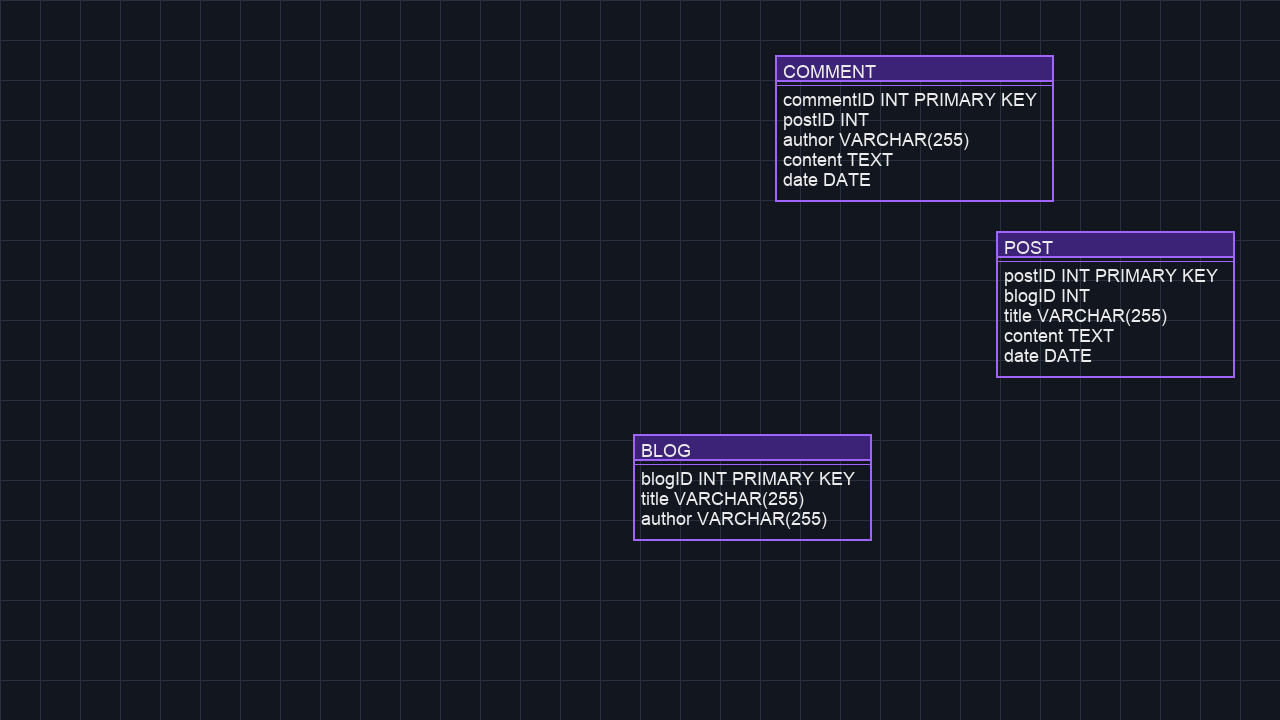 COMMENT
commentID INT PRIMARY KEY
postID INT
author VARCHAR(255)
content TEXT
date DATE
POST
postID INT PRIMARY KEY
blogID INT
title VARCHAR(255)
content TEXT
date DATE
BLOG
blogID INT PRIMARY KEY
title VARCHAR(255)
author VARCHAR(255)